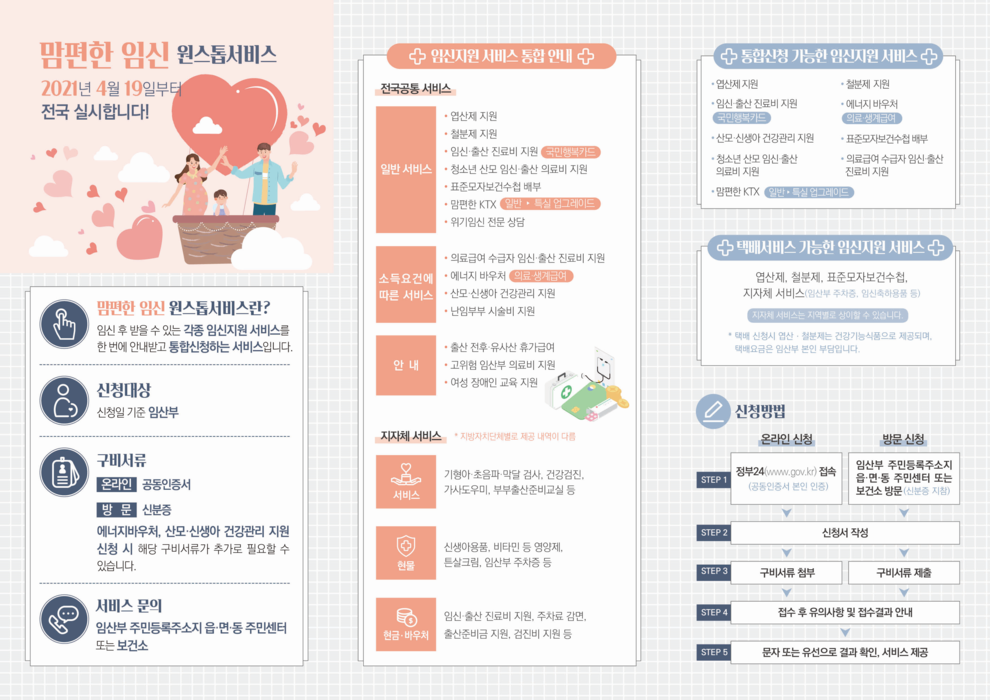 맘편한 임신 원스톱서비스
2021년 4월 19일부터
전국 실시합니다!
맘편한 임신 원스톱서비스란?
임신 후 받을 수 있는 각종 임신지원 서비스를
한 번에 안내받고 통합신청하는 서비스입니다.
신청대상
신청일 기준 임산부
구비서류
온라인 공동인증서
방 문 신분증
에너지바우처, 산모·신생아 건강관리 지원
신청 시 해당 구비서류가 추가로 필요할 수
있습니다.
서비스 문의
임산부 주민등록주소지 읍·면·동 주민센터
또는 보건소
임신지원 서비스 통합 안내
전국공통 서비스
일반 서비스
• 엽산제 지원
• 철분제 지원
• 임신·출산 진료비 지원 국민행복카드
• 청소년 산모 임신·출산 의료비 지원
• 표준모자보건수첩 배부
• 맘편한 KTX 일반 • 특실 업그레이드
• 위기임신 전문 상담
소득요건에
따른 서비스
• 의료급여 수급자 임신·출산 진료비 지원
• 에너지 바우처 의료·생계급여
• 산모·신생아 건강관리 지원
• 난임부부 시술비 지원
안 내
• 출산 전후·유사산 휴가급여
• 고위험 임산부 의료비 지원
• 여성 장애인 교육 지원
지자체 서비스 * 지방자치단체별로 제공 내역이 다름
서비스
기형아·초음파·막달 검사, 건강검진,
가사도우미, 부부출산준비교실 등
현물
신생아용품, 비타민 등 영양제,
튼살크림, 임산부 주차증 등
현금·바우처
임신·출산 진료비 지원, 주차료 감면,
출산준비금 지원, 검진비 지원 등
통합신청 가능한 임신지원 서비스
• 엽산제 지원
• 철분제 지원
• 임신·출산 진료비 지원
국민행복카드
• 에너지 바우처
의료·생계급여
• 산모·신생아 건강관리 지원
• 표준모자보건수첩 배부
• 청소년 산모 임신·출산
의료비 지원
• 의료급여 수급자 임신·출산
진료비 지원
• 맘편한 KTX 일반 • 특실 업그레이드
택배서비스 가능한 임신지원 서비스
엽산제, 철분제, 표준모자보건수첩,
지자체 서비스(임산부 주차증, 임신축하용품 등)
지자체 서비스는 지역별로 상이할 수 있습니다.
* 택배 신청시 엽산 · 철분제는 건강기능식품으로 제공되며,
택배요금은 임산부 본인 부담입니다.
신청방법
온라인 신청
방문 신청
STEP 1
정부24(www.gov.kr) 접속
(공동인증서 본인 인증)
임산부 주민등록주소지
읍·면·동 주민센터 또는
보건소 방문(신분증 지참)
STEP 2
신청서 작성
STEP 3
구비서류 첨부
구비서류 제출
STEP 4
접수 후 유의사항 및 접수결과 안내
STEP 5
문자 또는 유선으로 결과 확인, 서비스 제공